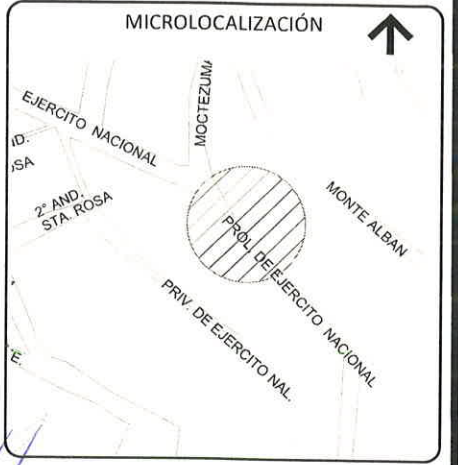 MICROLOCALIZACIÓN
EJERCITO NACIONAL
MOCTEZUMA
2° AND.
STA. ROSA
MONTE ALBAN
PROL. DE EJERCITO NACIONAL
PRIV. DE EJERCITO NAL.